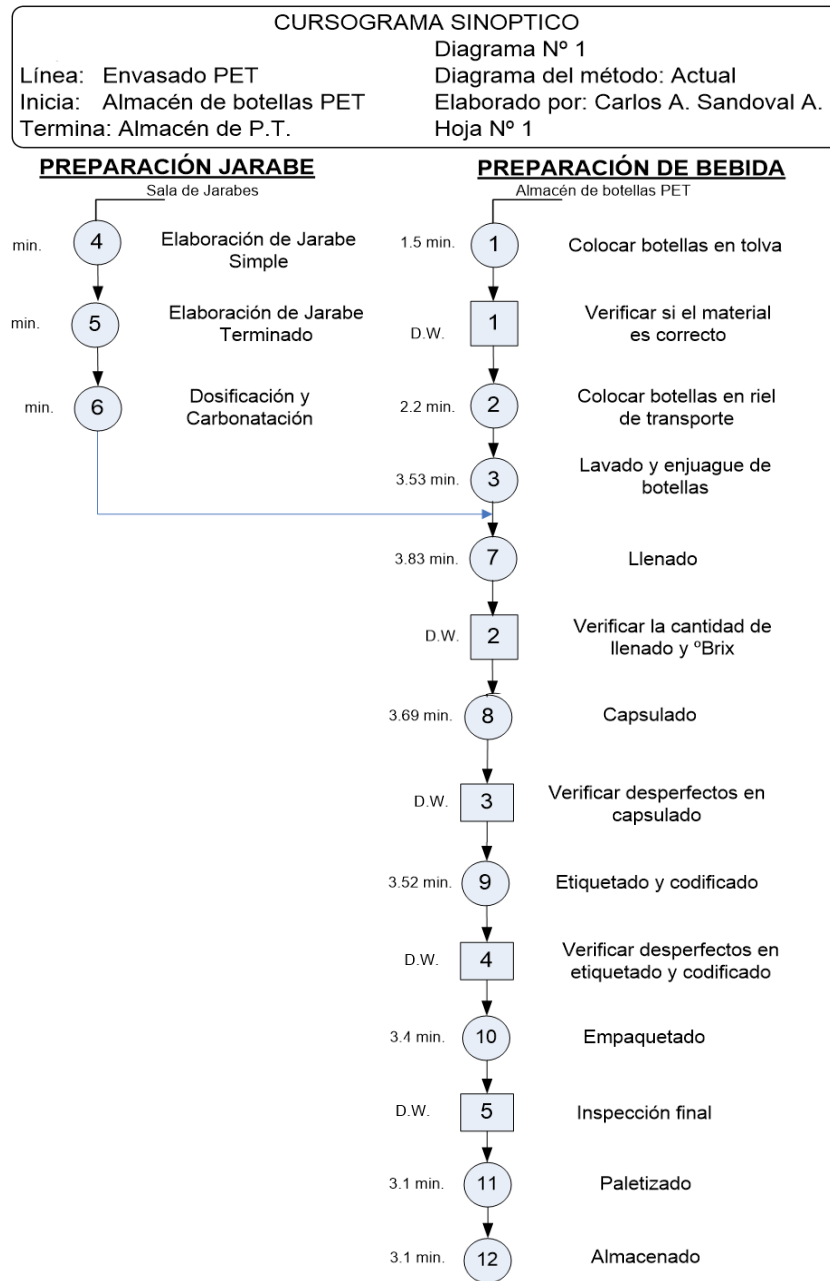 CURSOGRAMA SINOPTICO
Diagrama Nº 1
Línea: Envasado PET
Diagrama del método: Actual
Inicia: Almacén de botellas PET
Elaborado por: Carlos A. Sandoval A.
Termina: Almacén de P.T.
Hoja Nº 1
PREPARACIÓN JARABE
Sala de Jarabes
min.
4
Elaboración de Jarabe
Simple
min.
5
Elaboración de Jarabe
Terminado
min.
6
Dosificación y
Carbonatación
PREPARACIÓN DE BEBIDA
Almacén de botellas PET
1.5 min.
1
Colocar botellas en tolva
D.W.
1
Verificar si el material
es correcto
2.2 min.
2
Colocar botellas en riel
de transporte
3.53 min.
3
Lavado y enjuague de
botellas
3.83 min.
7
Llenado
D.W.
2
Verificar la cantidad de
llenado y ºBrix
3.69 min.
8
Capsulado
D.W.
3
Verificar desperfectos en
capsulado
3.52 min.
9
Etiquetado y codificado
D.W.
4
Verificar desperfectos en
etiquetado y codificado
3.4 min.
10
Empaquetado
D.W.
5
Inspección final
3.1 min.
11
Paletizado
3.1 min.
12
Almacenado